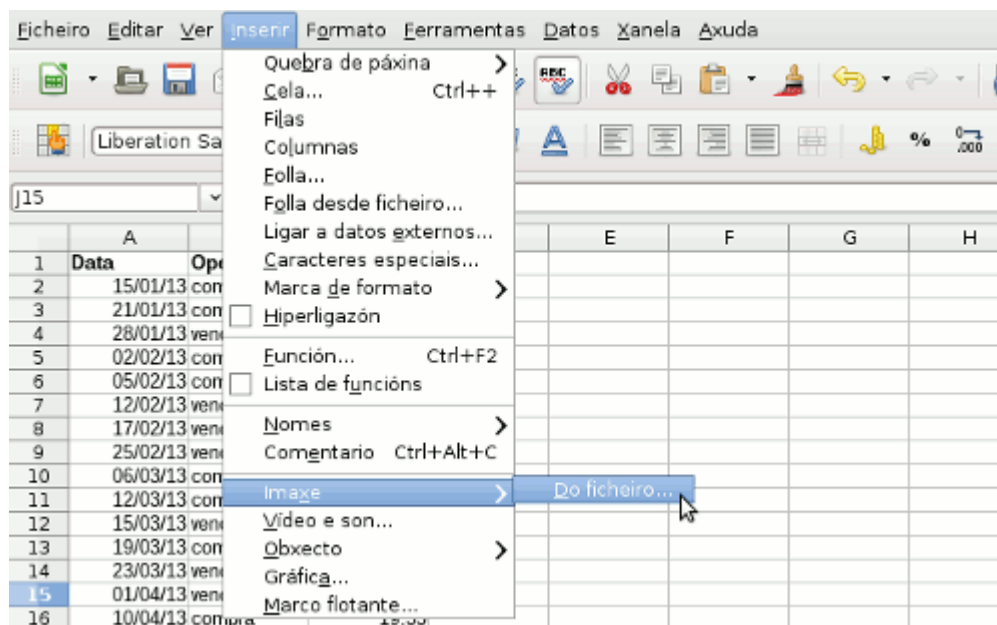 Ficheiro Editar Ver Inserir Formato Ferramentas Datos Xanela Axuda
Quebra de páxina
Cela... Ctrl++
Filas
Columnas
Folla...
Folla desde ficheiro...
Ligar a datos externos...
Caracteres especiais...
Marca de formato
Hiperligazón
Función... Ctrl+F2
Lista de funcións
Nomes
Comentario Ctrl+Alt+C
Imaxe
Do ficheiro...
Vídeo e son...
Obxecto
Gráfica...
Marco flotante...
ABC
Liberation Sa
% 0 .000
J15
A E F G H
1 Data Ope
2 15/01/13 com
3 21/01/13 com
4 28/01/13 ven
5 02/02/13 com
6 05/02/13 com
7 12/02/13 ven
8 17/02/13 ven
9 25/02/13 ven
10 06/03/13 com
11 12/03/13 com
12 15/03/13 ven
13 19/03/13 com
14 23/03/13 ven
15 01/04/13 ven
16 10/04/13 compra